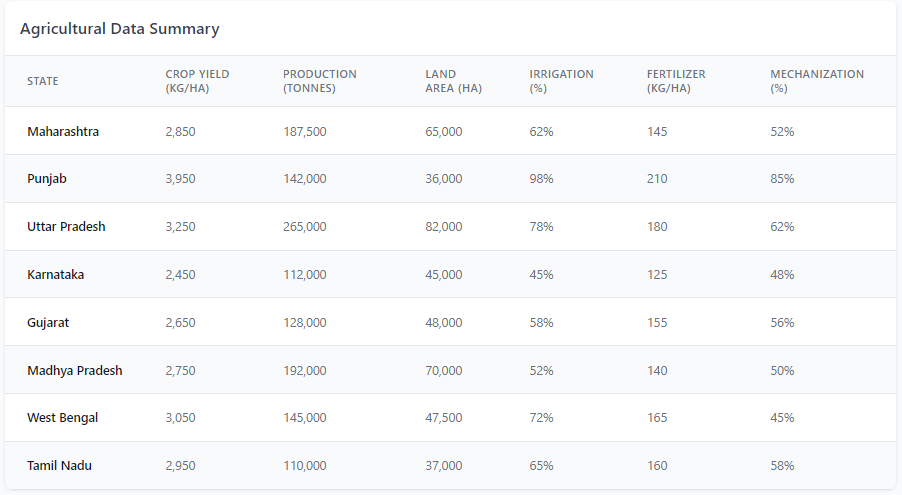 Agricultural Data Summary
STATE CROP YIELD (KG/HA) PRODUCTION (TONNES) LAND AREA (HA) IRRIGATION (%) FERTILIZER (KG/HA) MECHANIZATION (%)
Maharashtra 2,850 187,500 65,000 62% 145 52%
Punjab 3,950 142,000 36,000 98% 210 85%
Uttar Pradesh 3,250 265,000 82,000 78% 180 62%
Karnataka 2,450 112,000 45,000 45% 125 48%
Gujarat 2,650 128,000 48,000 58% 155 56%
Madhya Pradesh 2,750 192,000 70,000 52% 140 50%
West Bengal 3,050 145,000 47,500 72% 165 45%
Tamil Nadu 2,950 110,000 37,000 65% 160 58%